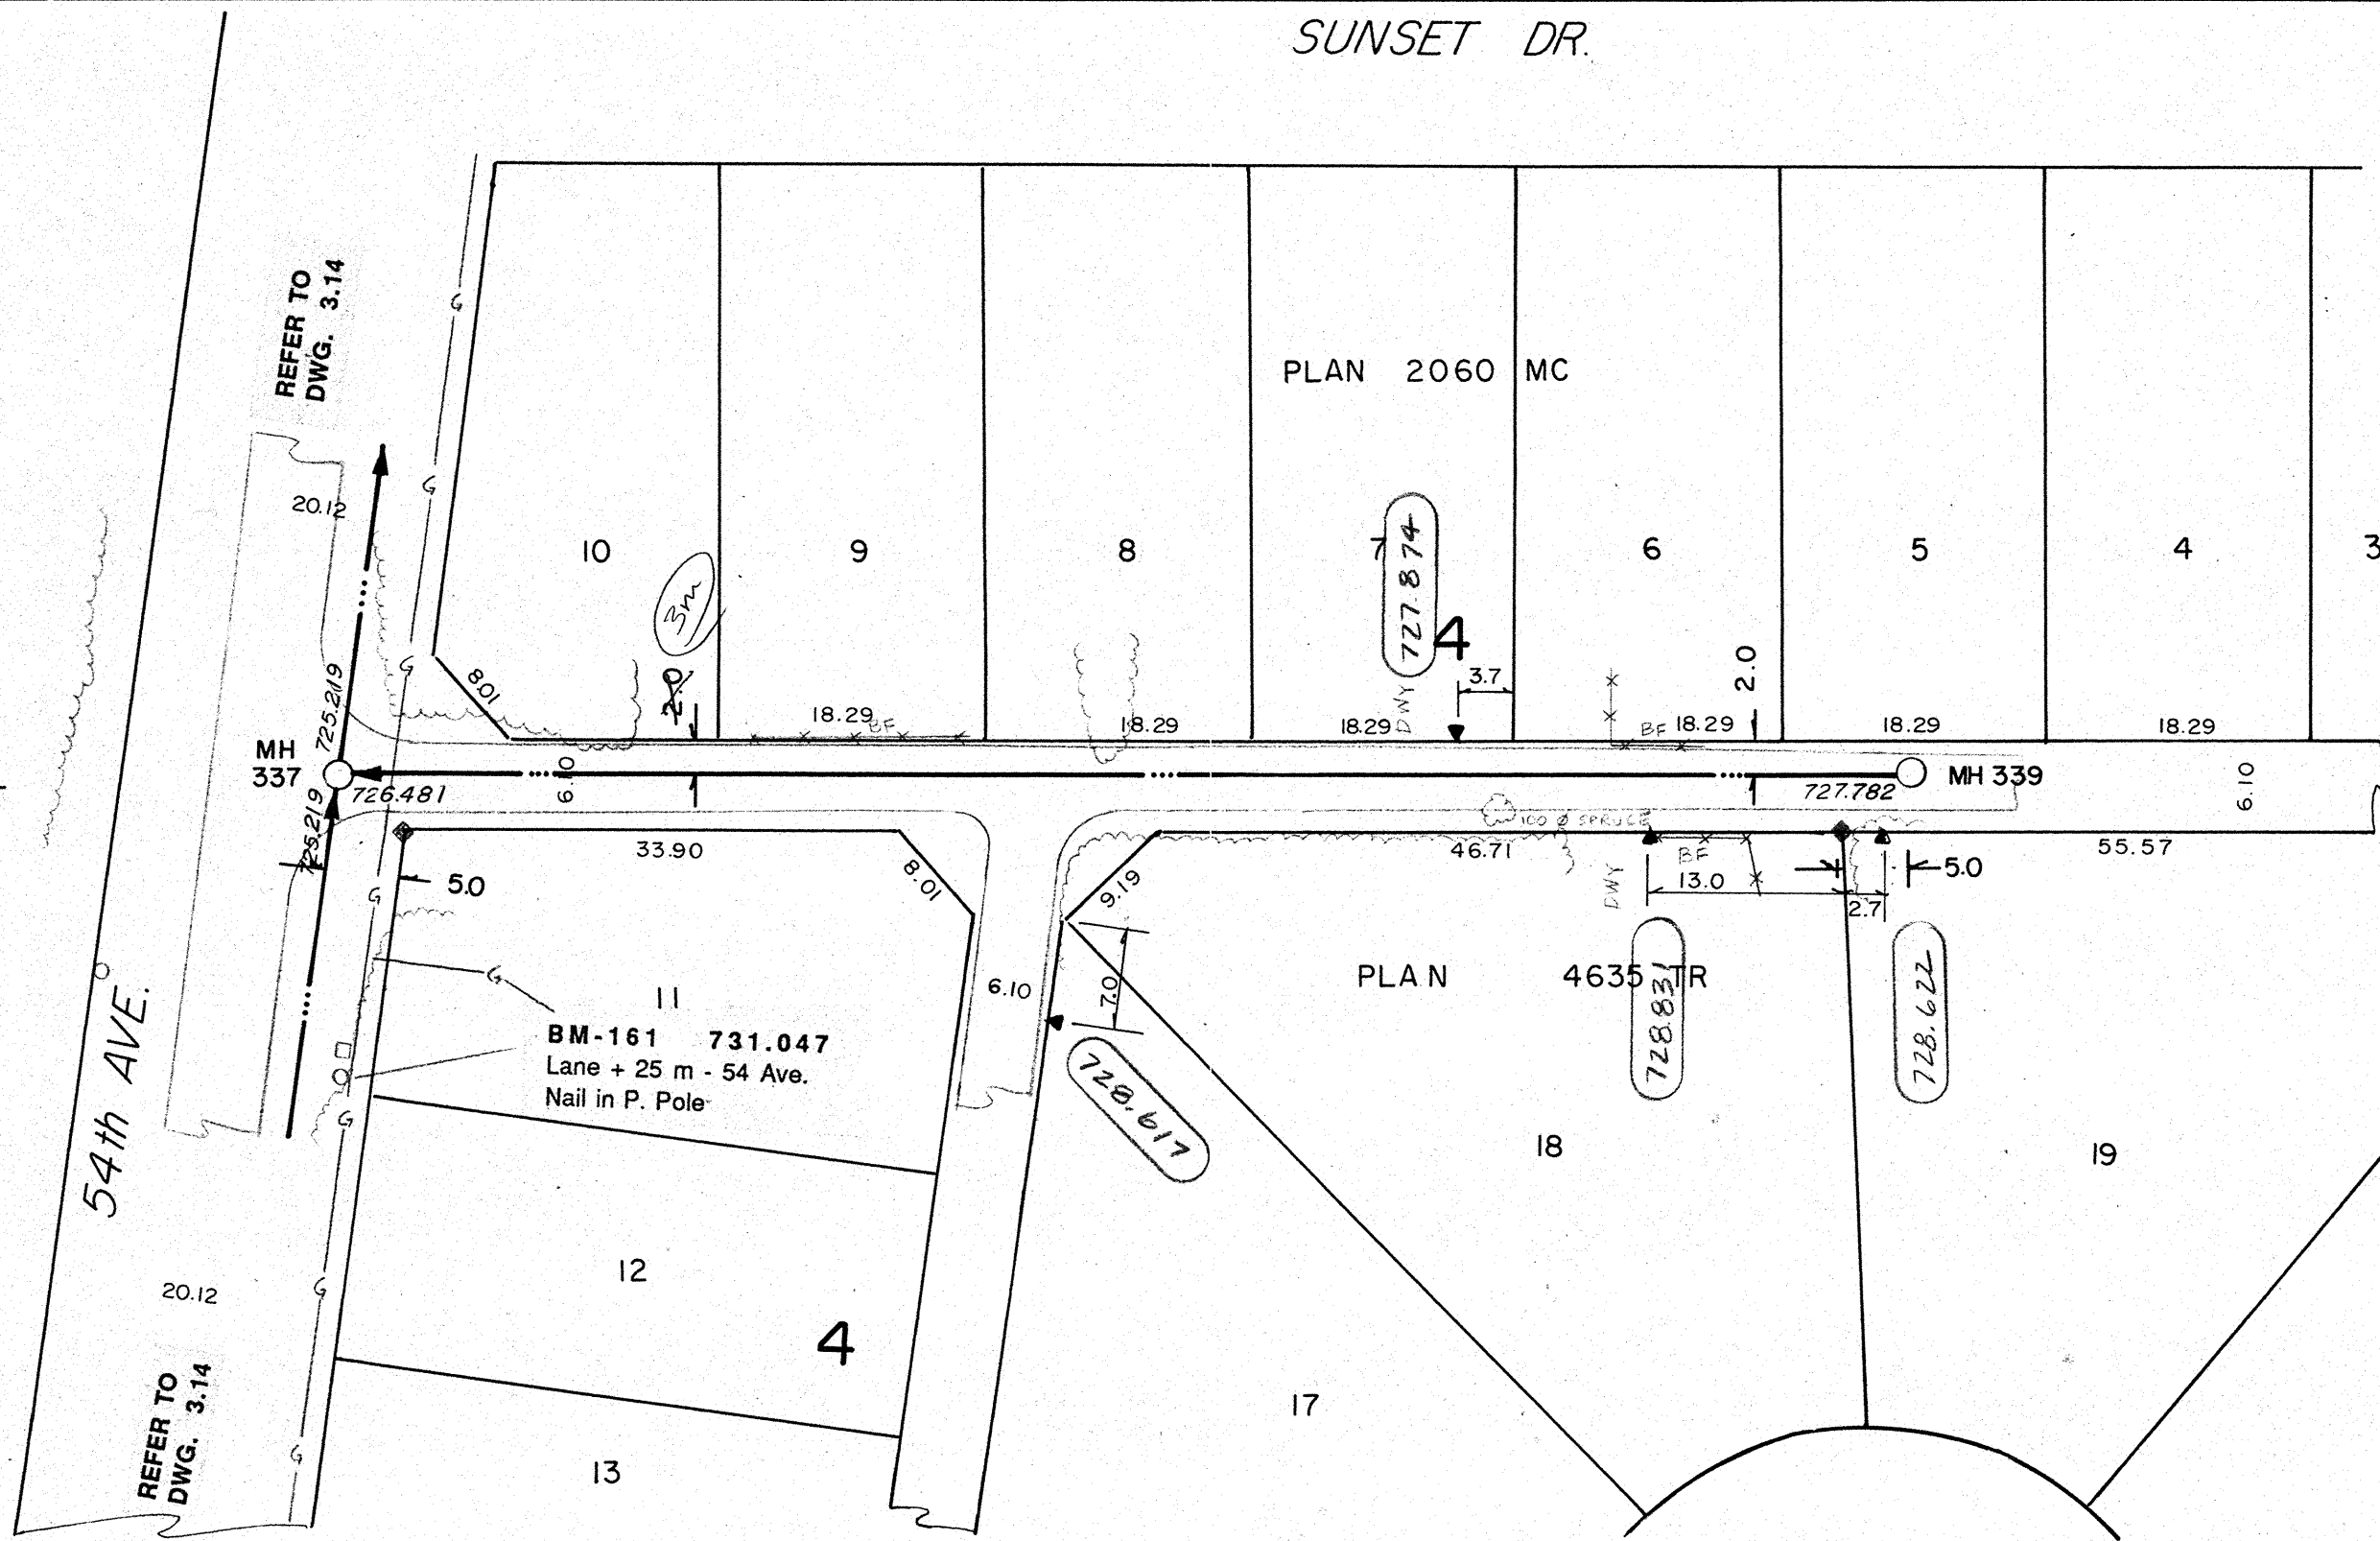 SUNSET DR.
REFER TO
DWG. 3.14
PLAN 2060 MC
20.12
10
9
8
7
6
5
4
3
727.874
3m
4
8.01
2.0
3.7
2.0
DWY
18.29
BF
18.29
18.29
BF
18.29
18.29
18.29
725.219
MH
337
726.481
6.10
727.782
MH 339
6.10
725.219
100 Ø SPRUCE
33.90
46.71
BF
55.57
5.0
8.01
9.19
DWY
13.0
2.7
5.0
G
G
G
G
G
G
G
G
11
6.10
7.0
PLAN 4635 TR
728.831
728.622
54th AVE.
BM-161 731.047
Lane + 25 m - 54 Ave.
Nail in P. Pole
728.617
18
19
12
20.12
4
17
REFER TO
DWG. 3.14
13